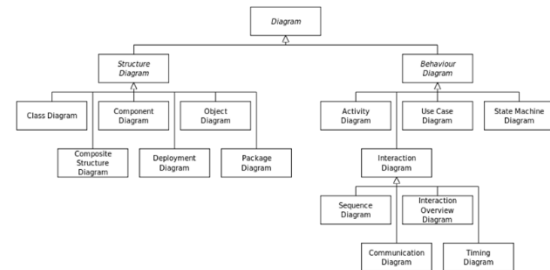 Diagram
Structure
Diagram
Behaviour
Diagram
Class Diagram
Component
Diagram
Object
Diagram
Activity
Diagram
Use Case
Diagram
State Machine
Diagram
Composite
Structure
Diagram
Deployment
Diagram
Package
Diagram
Interaction
Diagram
Sequence
Diagram
Interaction
Overview
Diagram
Communication
Diagram
Timing
Diagram